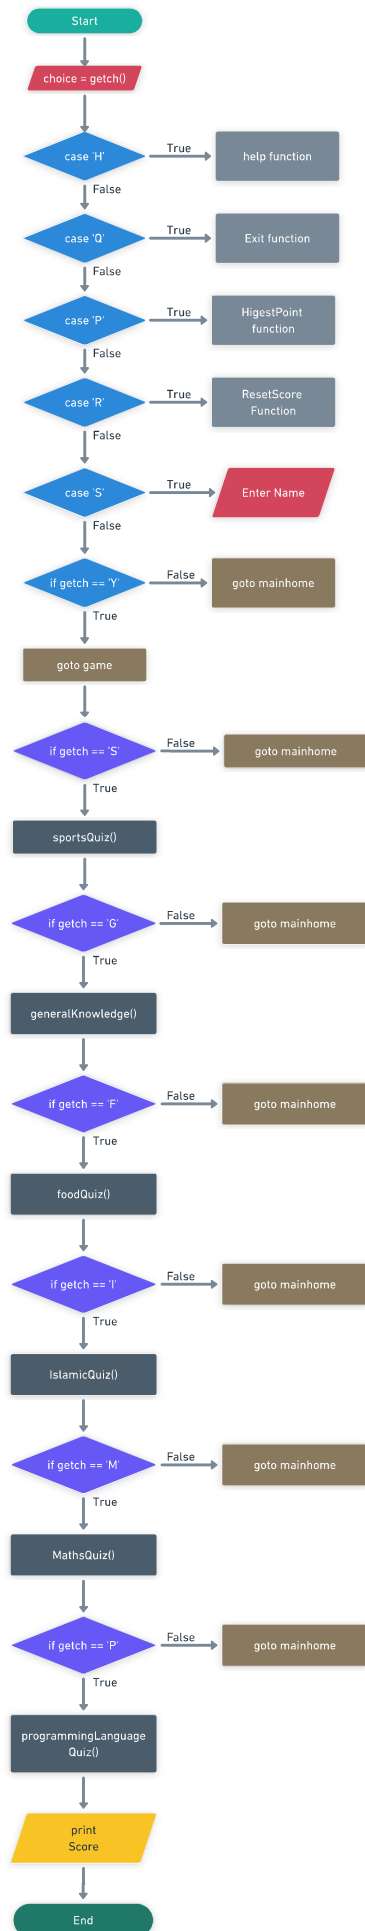 Start
choice = getch()
case 'H'
True
help function
False
case 'Q'
True
Exit function
False
case 'P'
True
HigestPoint
function
False
case 'R'
True
ResetScore
Function
False
case 'S'
True
Enter Name
False
if getch == 'Y'
False
goto mainhome
True
goto game
if getch == 'S'
False
goto mainhome
True
sportsQuiz()
if getch == 'G'
False
goto mainhome
True
generalKnowledge()
if getch == 'F'
False
goto mainhome
True
foodQuiz()
if getch == 'I'
False
goto mainhome
True
IslamicQuiz()
if getch == 'M'
False
goto mainhome
True
MathsQuiz()
if getch == 'P'
False
goto mainhome
True
programmingLanguage
Quiz()
print
Score
End